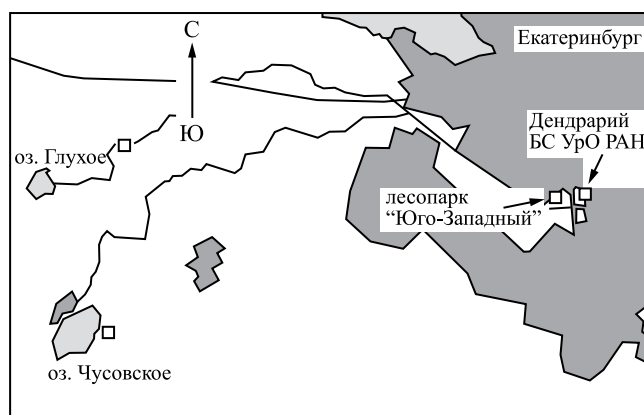 С
Екатеринбург
Ю
Дендрарий
БС УрО РАН
оз. Глухое
лесопарк
“Юго-Западный”
оз. Чусовское